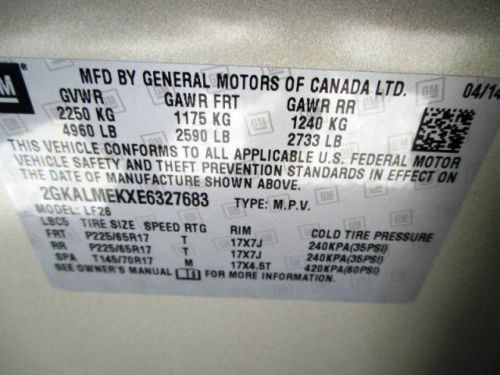 GM MFD BY GENERAL MOTORS OF CANADA LTD. 04/14
GVWR GAWR FRT GAWR RR
2250 KG 1175 KG 1240 KG
4960 LB 2590 LB 2733 LB
THIS VEHICLE CONFORMS TO ALL APPLICABLE U.S. FEDERAL MOTOR
VEHICLE SAFETY AND THEFT PREVENTION STANDARDS IN EFFECT ON
THE DATE OF MANUFACTURE SHOWN ABOVE.
2GKALMEKXE6327683 TYPE: M.P.V.
MODEL: LF26
LBCS TIRE SIZE SPEED RTG RIM COLD TIRE PRESSURE
FRT P225/65R17 T 17X7J 240KPA(35PSI)
RR P225/65R17 T 17X7J 240KPA(35PSI)
SPA T145/70R17 M 17X4.5T 420KPA(60PSI)
SEE OWNER'S MANUAL FOR MORE INFORMATION.